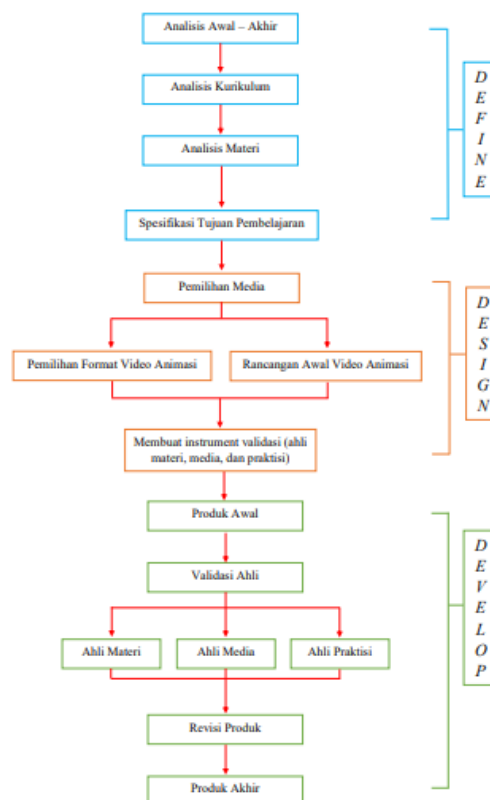 Analisis Awal – Akhir
Analisis Kurikulum
Analisis Materi
Spesifikasi Tujuan Pembelajaran
D
E
F
I
N
E
Pemilihan Media
Pemilihan Format Video Animasi
Rancangan Awal Video Animasi
Membuat instrument validasi (ahli
materi, media, dan praktisi)
D
E
S
I
G
N
Produk Awal
Validasi Ahli
Ahli Materi
Ahli Media
Ahli Praktisi
Revisi Produk
Produk Akhir
D
E
V
E
L
O
P